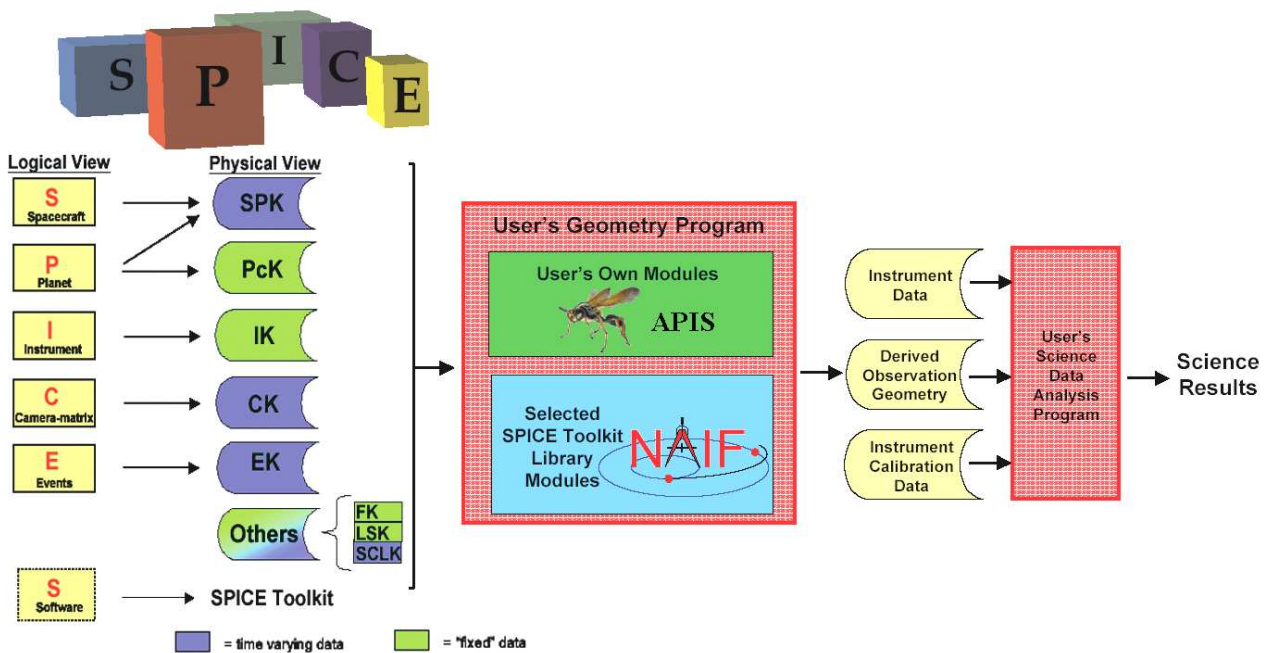 S
P
I
C
E
Logical View
Physical View
S
Spacecraft
SPK
P
Planet
PcK
I
Instrument
IK
C
Camera-matrix
CK
E
Events
EK
Others
FK
LSK
SCLK
S
Software
SPICE Toolkit
= time varying data
= "fixed" data
User's Geometry Program
User's Own Modules
APIS
Selected
SPICE Toolkit
Library
Modules
NAIF
Instrument
Data
Derived
Observation
Geometry
Instrument
Calibration
Data
User's
Science
Data
Analysis
Program
Science
Results